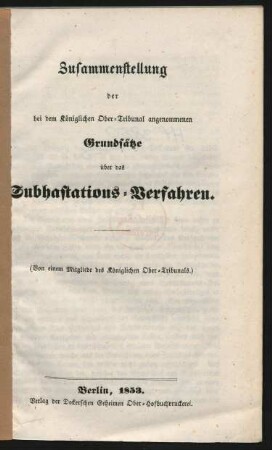 Zusammenstellung
der
bei dem Königlichen Ober-Tribunal angenommenen
Grundsätze
über das
Subhastations-Verfahren.
(Von einem Mitgliede des Königlichen Ober-Tribunals.)
Berlin, 1853.
Verlag der Deckerschen Geheimen Ober-Hofbuchdruckerei.